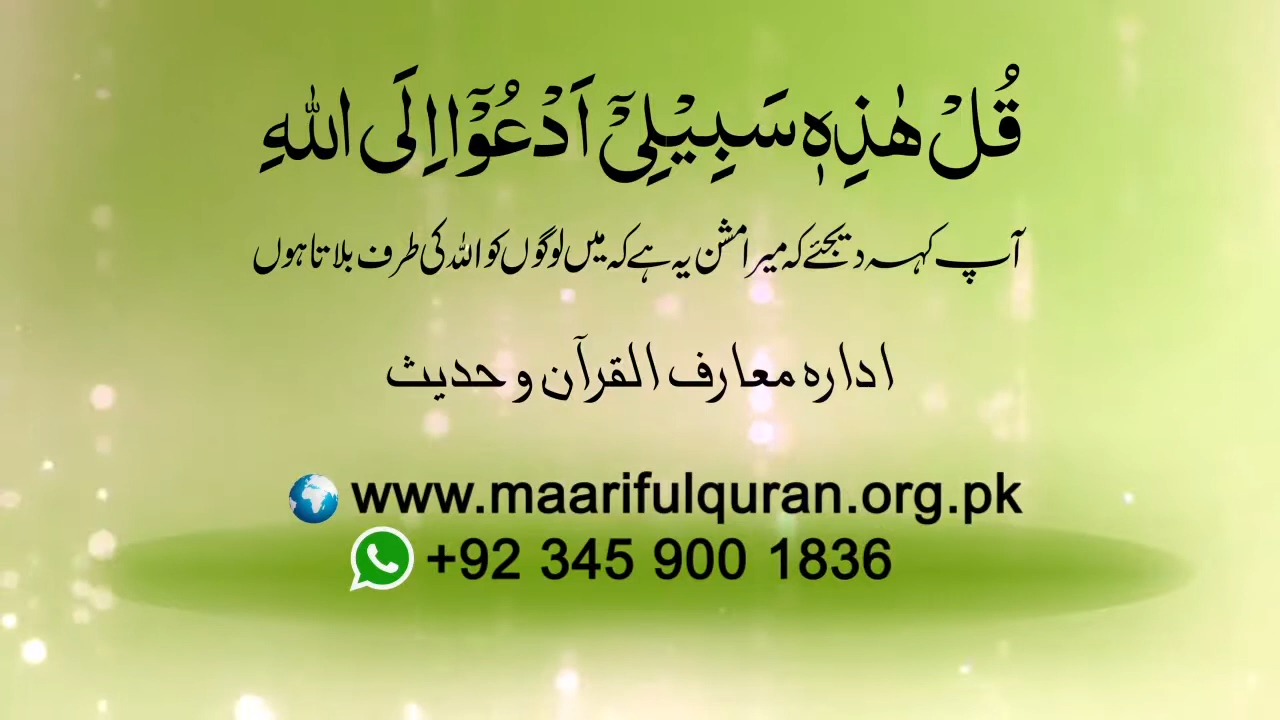 قُلْ هٰذِهٖ سَبِیْلِیْۤ اَدْعُوْۤا اِلَی اللّٰهِ
آپ کہہ دیجئے کہ میرا مشن یہ ہے کہ میں لوگوں کو اللہ کی طرف بلاتا ہوں
ادارہ معارف القرآن و حدیث
www.maarifulquran.org.pk
+92 345 900 1836